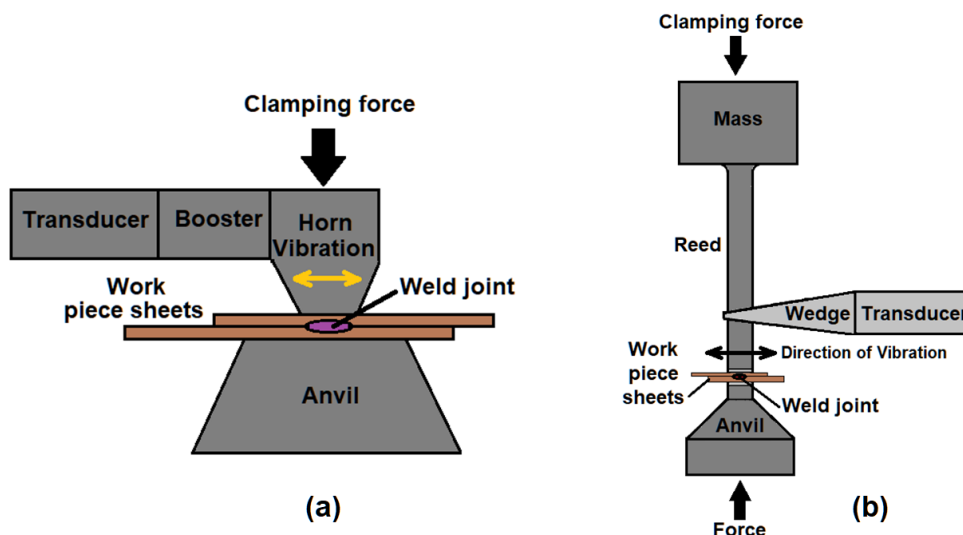 Clamping force
Transducer
Booster
Horn
Vibration
Work
piece sheets
Weld joint
Anvil
(a)
Clamping force
Mass
Reed
Wedge
Transducer
Direction of Vibration
Work
piece
sheets
Weld joint
Anvil
Force
(b)